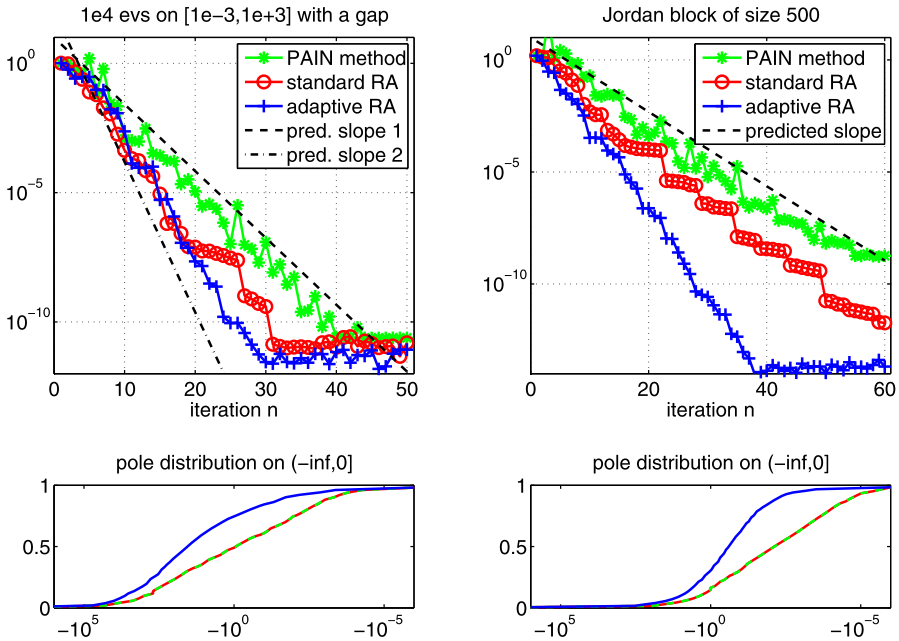 1e4 evs on [1e−3,1e+3] with a gap
10^0
10^−5
10^−10
PAIN method
standard RA
adaptive RA
pred. slope 1
pred. slope 2
0 10 20 30 40 50
iteration n
Jordan block of size 500
10^0
10^−5
10^−10
PAIN method
standard RA
adaptive RA
predicted slope
0 20 40 60
iteration n
pole distribution on (−inf,0]
1
0.5
0
−10^5 −10^0 −10^−5
pole distribution on (−inf,0]
1
0.5
0
−10^5 −10^0 −10^−5